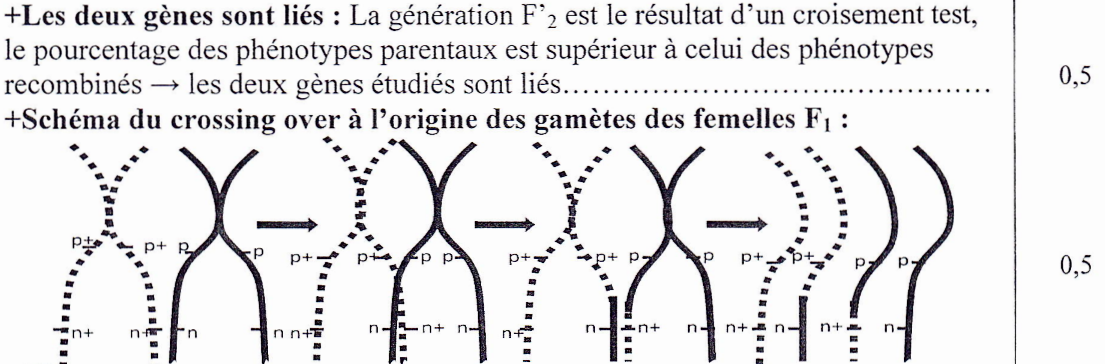 +Les deux gènes sont liés : La génération F’₂ est le résultat d’un croisement test,
le pourcentage des phénotypes parentaux est supérieur à celui des phénotypes
recombinés → les deux gènes étudiés sont liés……………………………………………
0,5
+Schéma du crossing over à l’origine des gamètes des femelles F₁ :
p+ p p+ p p p+ p+ p p p+ p+ p p p+ p+ p p
0,5
n+ n+ n n n+ n n+ n n+ n n+ n n+ n n+ n